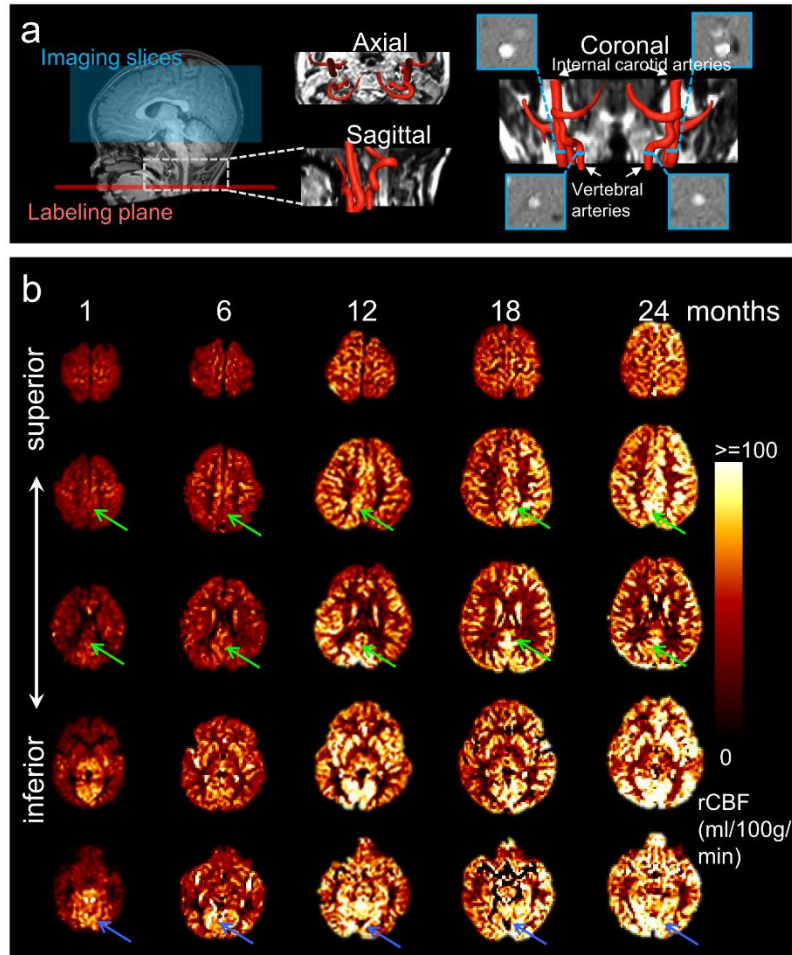 a
Imaging slices
Labeling plane
Axial
Sagittal
Coronal
Internal carotid arteries
Vertebral
arteries
b
1 6 12 18 24 months
superior
inferior
>=100
0
rCBF
(ml/100g/
min)